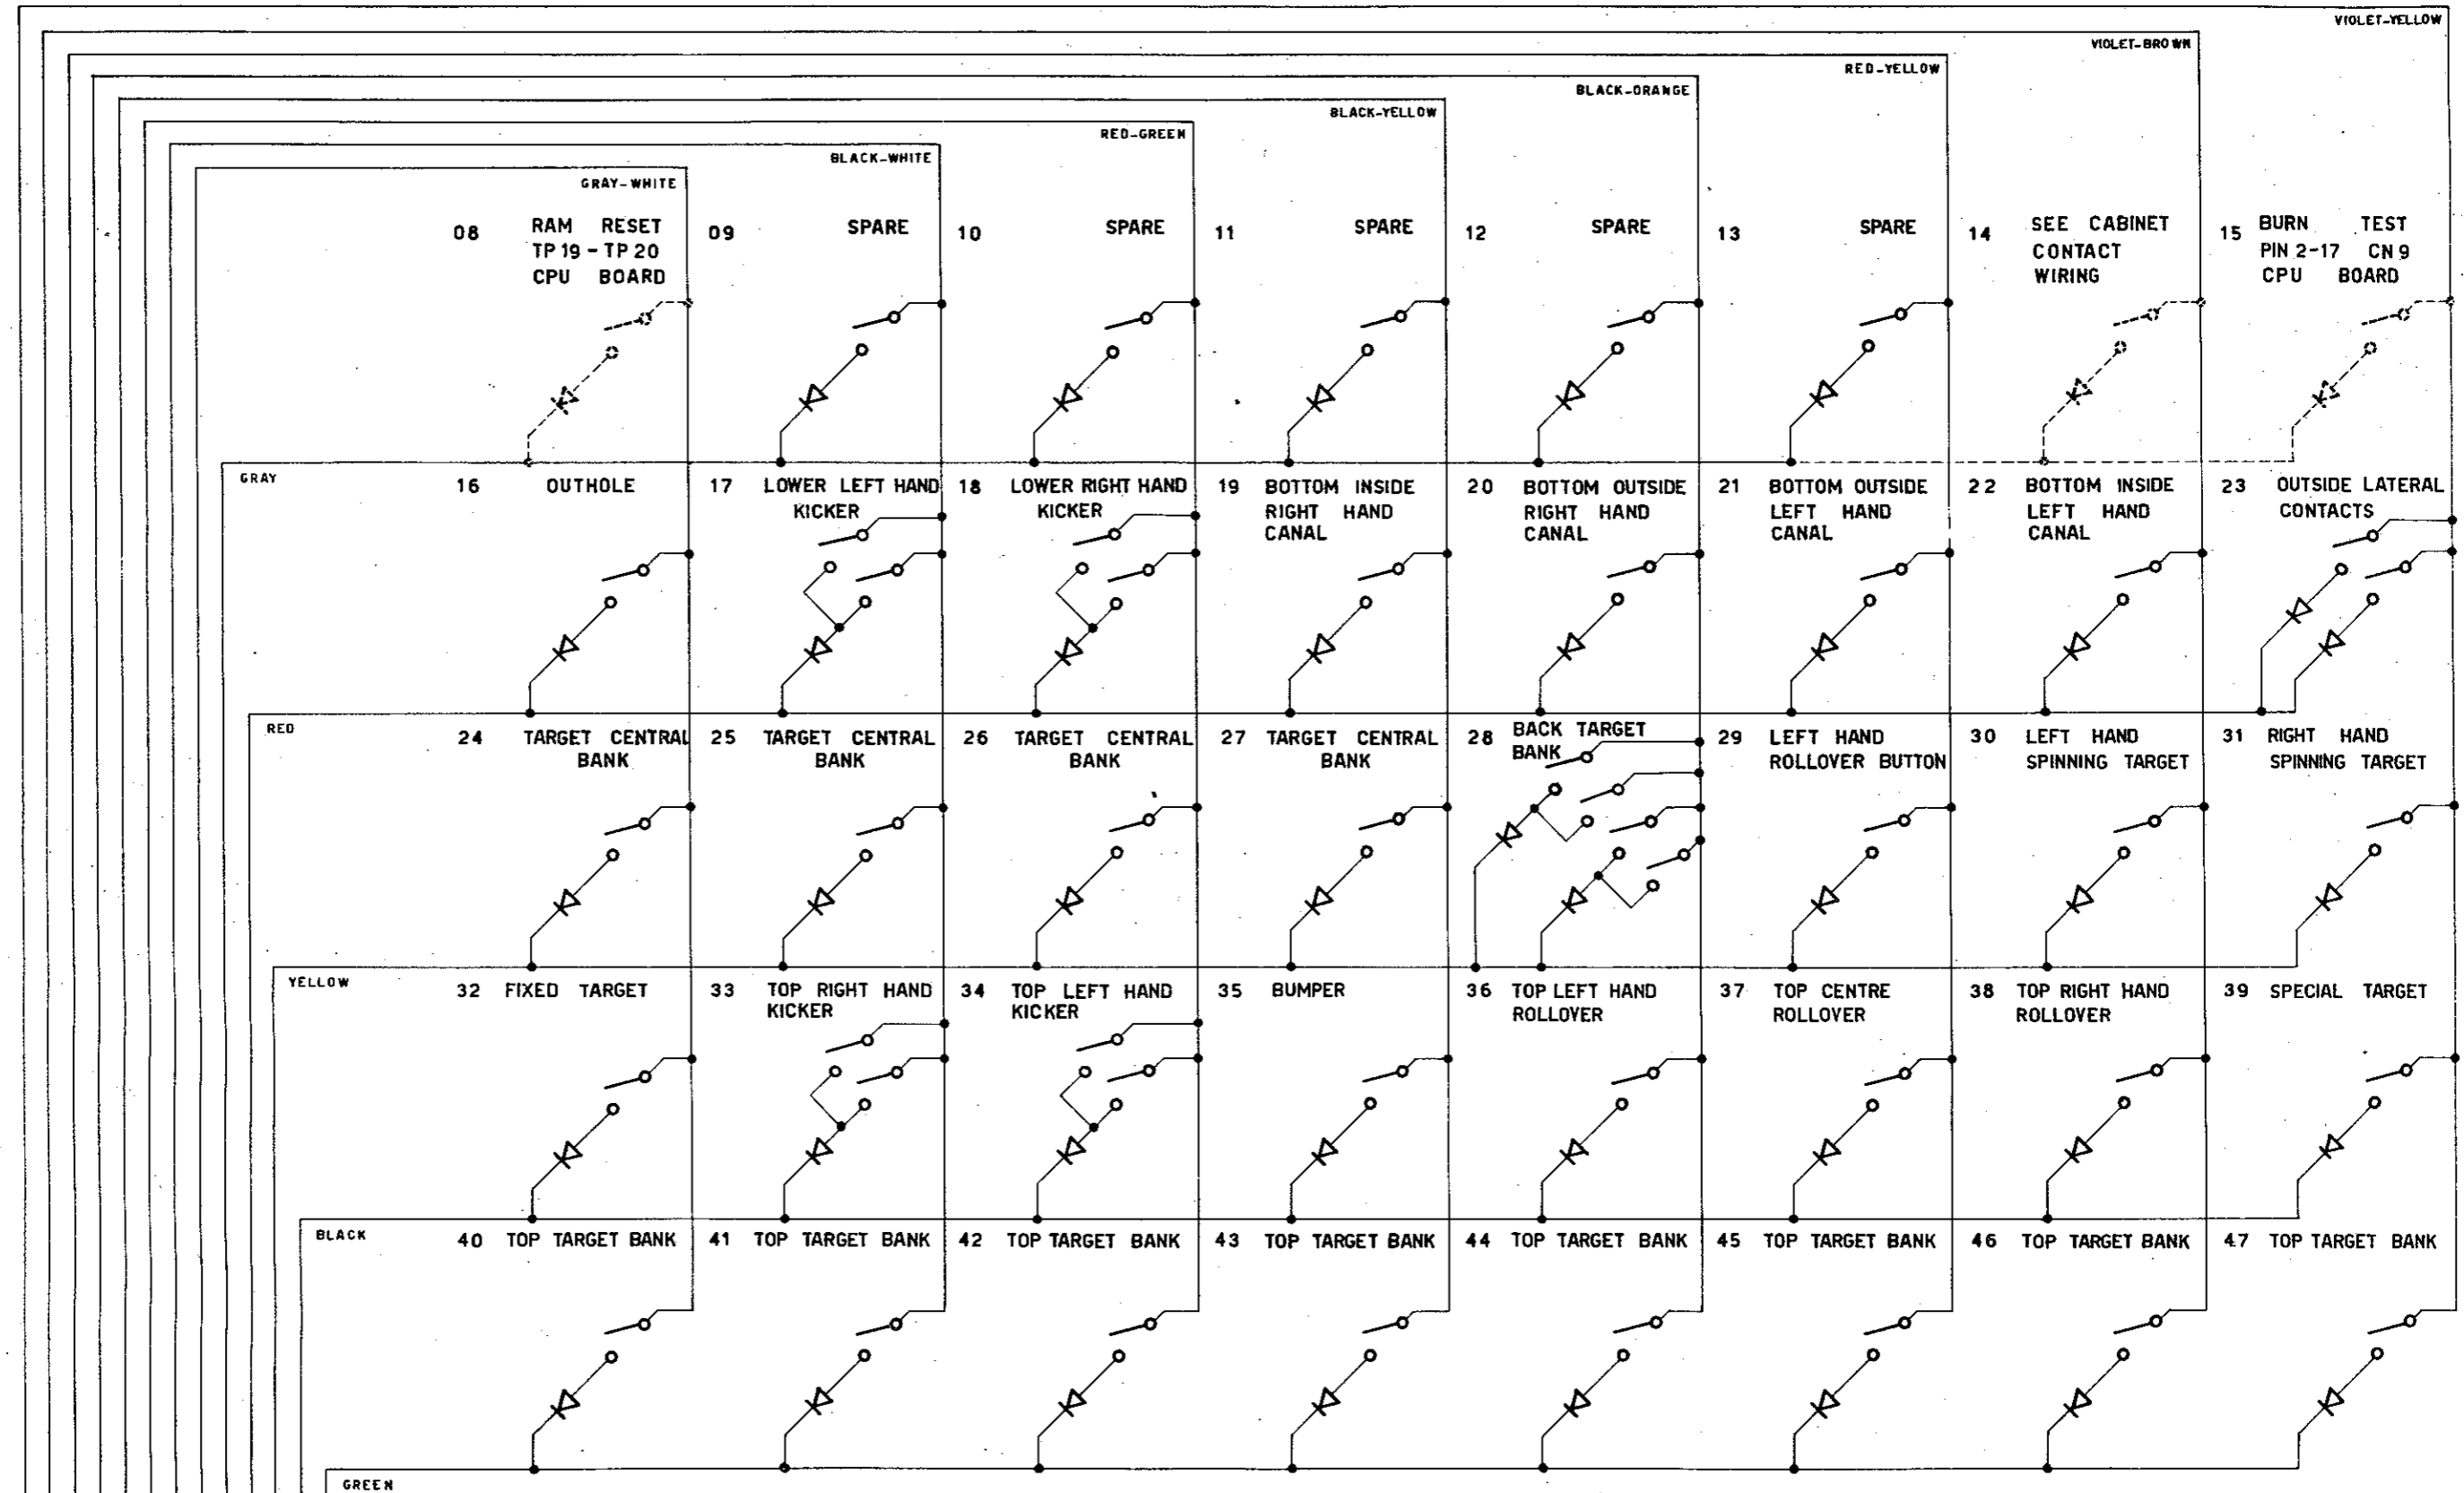 VIOLET-YELLOW
VIOLET-BROWN
RED-YELLOW
BLACK-ORANGE
BLACK-YELLOW
RED-GREEN
BLACK-WHITE
GRAY-WHITE
08 RAM RESET
TP 19 - TP 20
CPU BOARD
09 SPARE
10 SPARE
11 SPARE
12 SPARE
13 SPARE
14 SEE CABINET
CONTACT
WIRING
15 BURN TEST
PIN 2-17 CN 9
CPU BOARD
GRAY
16 OUTHOLE
17 LOWER LEFT HAND
KICKER
18 LOWER RIGHT HAND
KICKER
19 BOTTOM INSIDE
RIGHT HAND
CANAL
20 BOTTOM OUTSIDE
RIGHT HAND
CANAL
21 BOTTOM OUTSIDE
LEFT HAND
CANAL
22 BOTTOM INSIDE
LEFT HAND
CANAL
23 OUTSIDE LATERAL
CONTACTS
RED
24 TARGET CENTRAL
BANK
25 TARGET CENTRAL
BANK
26 TARGET CENTRAL
BANK
27 TARGET CENTRAL
BANK
28 BACK TARGET
BANK
29 LEFT HAND
ROLLOVER BUTTON
30 LEFT HAND
SPINNING TARGET
31 RIGHT HAND
SPINNING TARGET
YELLOW
32 FIXED TARGET
33 TOP RIGHT HAND
KICKER
34 TOP LEFT HAND
KICKER
35 BUMPER
36 TOP LEFT HAND
ROLLOVER
37 TOP CENTRE
ROLLOVER
38 TOP RIGHT HAND
ROLLOVER
39 SPECIAL TARGET
BLACK
40 TOP TARGET BANK
41 TOP TARGET BANK
42 TOP TARGET BANK
43 TOP TARGET BANK
44 TOP TARGET BANK
45 TOP TARGET BANK
46 TOP TARGET BANK
47 TOP TARGET BANK
GREEN